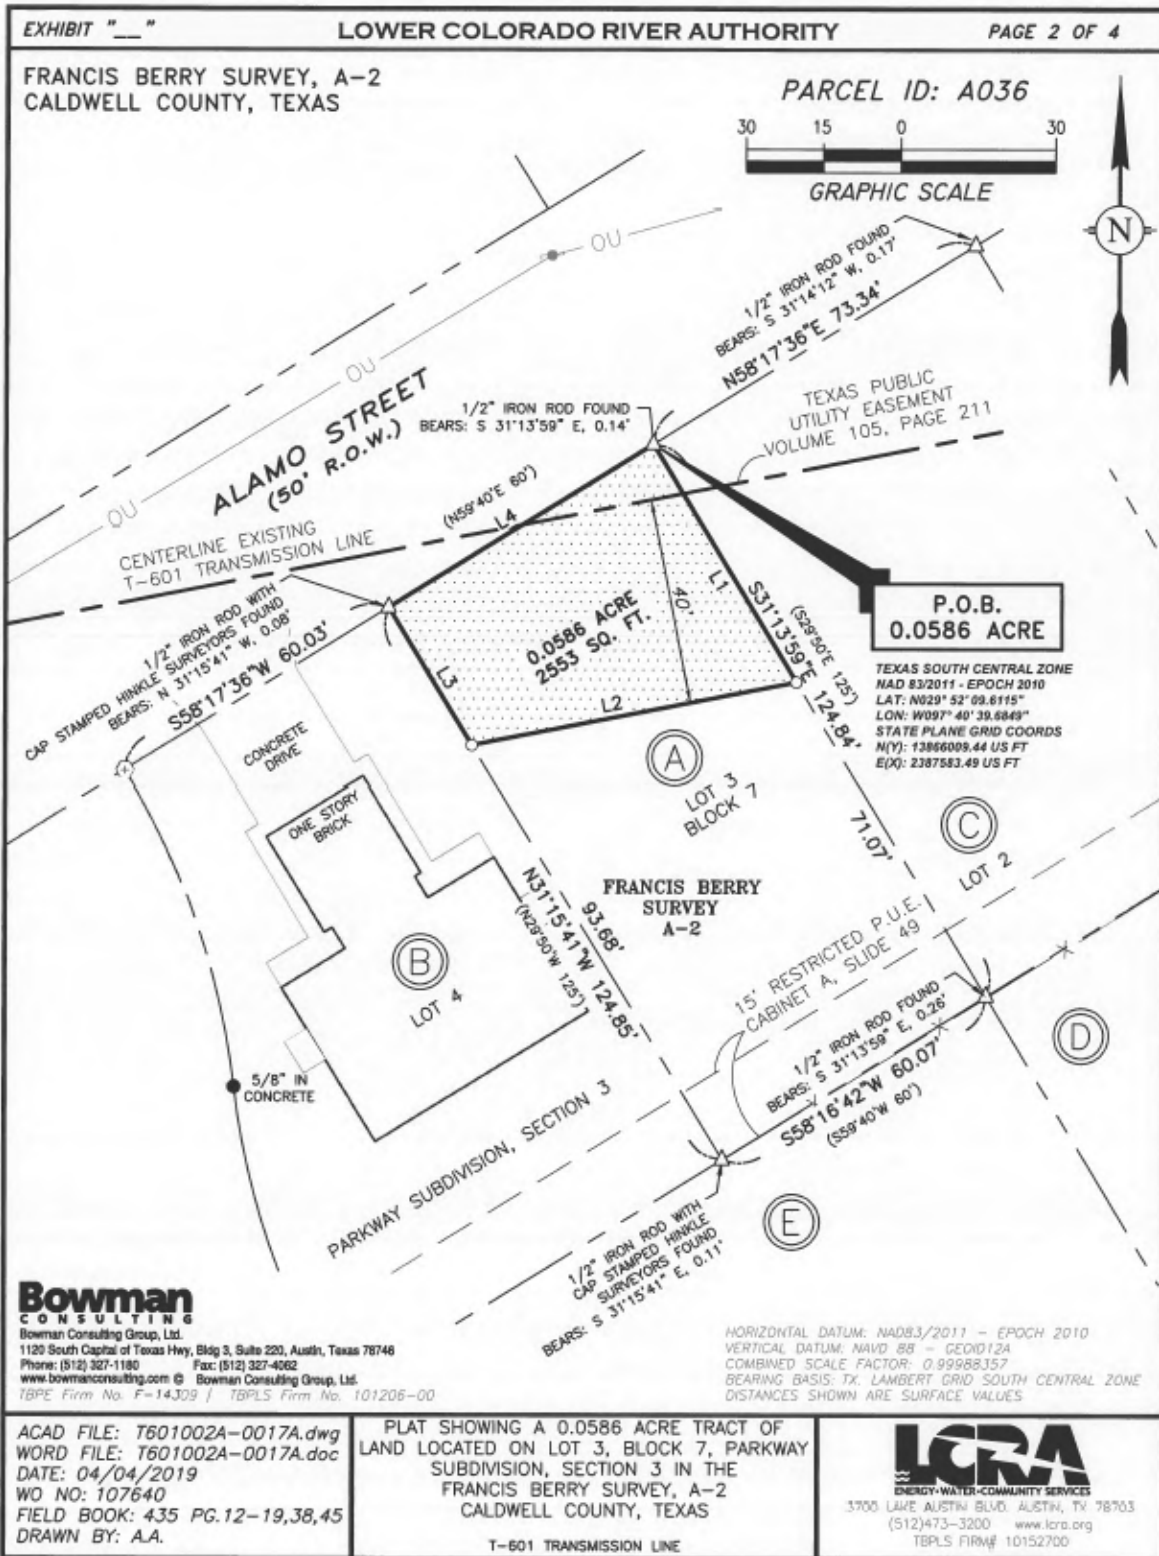 EXHIBIT "__"
LOWER COLORADO RIVER AUTHORITY
PAGE 2 OF 4
FRANCIS BERRY SURVEY, A-2
CALDWELL COUNTY, TEXAS
PARCEL ID: A036
30 15 0 30
GRAPHIC SCALE
N
OU
OU
OU
1/2" IRON ROD FOUND
BEARS: S 31°14'12" W, 0.17'
N58°17'36"E 73.34'
TEXAS PUBLIC
UTILITY EASEMENT
VOLUME 105, PAGE 211
1/2" IRON ROD FOUND
BEARS: S 31°13'59" E, 0.14'
ALAMO STREET
(50' R.O.W.)
(N59°40'E 60')
L4
CENTERLINE EXISTING
T-601 TRANSMISSION LINE
1/2" IRON ROD WITH
CAP STAMPED HINKLE SURVEYORS FOUND
BEARS: N 31°15'41" W, 0.08'
S58°17'36"W 60.03'
0.0586 ACRE
2553 SQ. FT.
40'
L1
L2
L3
S31°13'59"E 124.84'
(S29°50'E 125')
P.O.B.
0.0586 ACRE
TEXAS SOUTH CENTRAL ZONE
NAD 83/2011 - EPOCH 2010
LAT: N029° 52' 09.6115"
LON: W097° 40' 39.6849"
STATE PLANE GRID COORDS
N(Y): 13866009.44 US FT
E(X): 2387583.49 US FT
CONCRETE
DRIVE
ONE STORY
BRICK
A
LOT 3
BLOCK 7
71.07'
C
LOT 2
FRANCIS BERRY
SURVEY
A-2
93.68'
N31°15'41"W 124.85'
(N29°50'W 125')
B
LOT 4
15' RESTRICTED P.U.E.
CABINET A, SLIDE 49
1/2" IRON ROD FOUND
BEARS: S 31°13'59" E, 0.26'
S58°16'42"W 60.07'
(S59°40'W 60')
D
5/8" IN
CONCRETE
PARKWAY SUBDIVISION, SECTION 3
E
1/2" IRON ROD WITH
CAP STAMPED HINKLE
SURVEYORS FOUND
BEARS: S 31°15'41" E, 0.11'
Bowman
CONSULTING
Bowman Consulting Group, Ltd.
1120 South Capital of Texas Hwy, Bldg 3, Suite 220, Austin, Texas 78746
Phone: (512) 327-1180 Fax: (512) 327-4062
www.bowmanconsulting.com © Bowman Consulting Group, Ltd.
TBPE Firm No. F-14309 | TBPLS Firm No. 101206-00
HORIZONTAL DATUM: NAD83/2011 - EPOCH 2010
VERTICAL DATUM: NAVD 88 - GEOID12A
COMBINED SCALE FACTOR: 0.99988357
BEARING BASIS: TX. LAMBERT GRID SOUTH CENTRAL ZONE
DISTANCES SHOWN ARE SURFACE VALUES
ACAD FILE: T601002A-0017A.dwg
WORD FILE: T601002A-0017A.doc
DATE: 04/04/2019
WO NO: 107640
FIELD BOOK: 435 PG.12-19,38,45
DRAWN BY: A.A.
PLAT SHOWING A 0.0586 ACRE TRACT OF
LAND LOCATED ON LOT 3, BLOCK 7, PARKWAY
SUBDIVISION, SECTION 3 IN THE
FRANCIS BERRY SURVEY, A-2
CALDWELL COUNTY, TEXAS
T-601 TRANSMISSION LINE
LCRA
ENERGY•WATER•COMMUNITY SERVICES
3700 LAKE AUSTIN BLVD. AUSTIN, TX 78703
(512)473-3200 www.lcra.org
TBPLS FIRM# 10152700